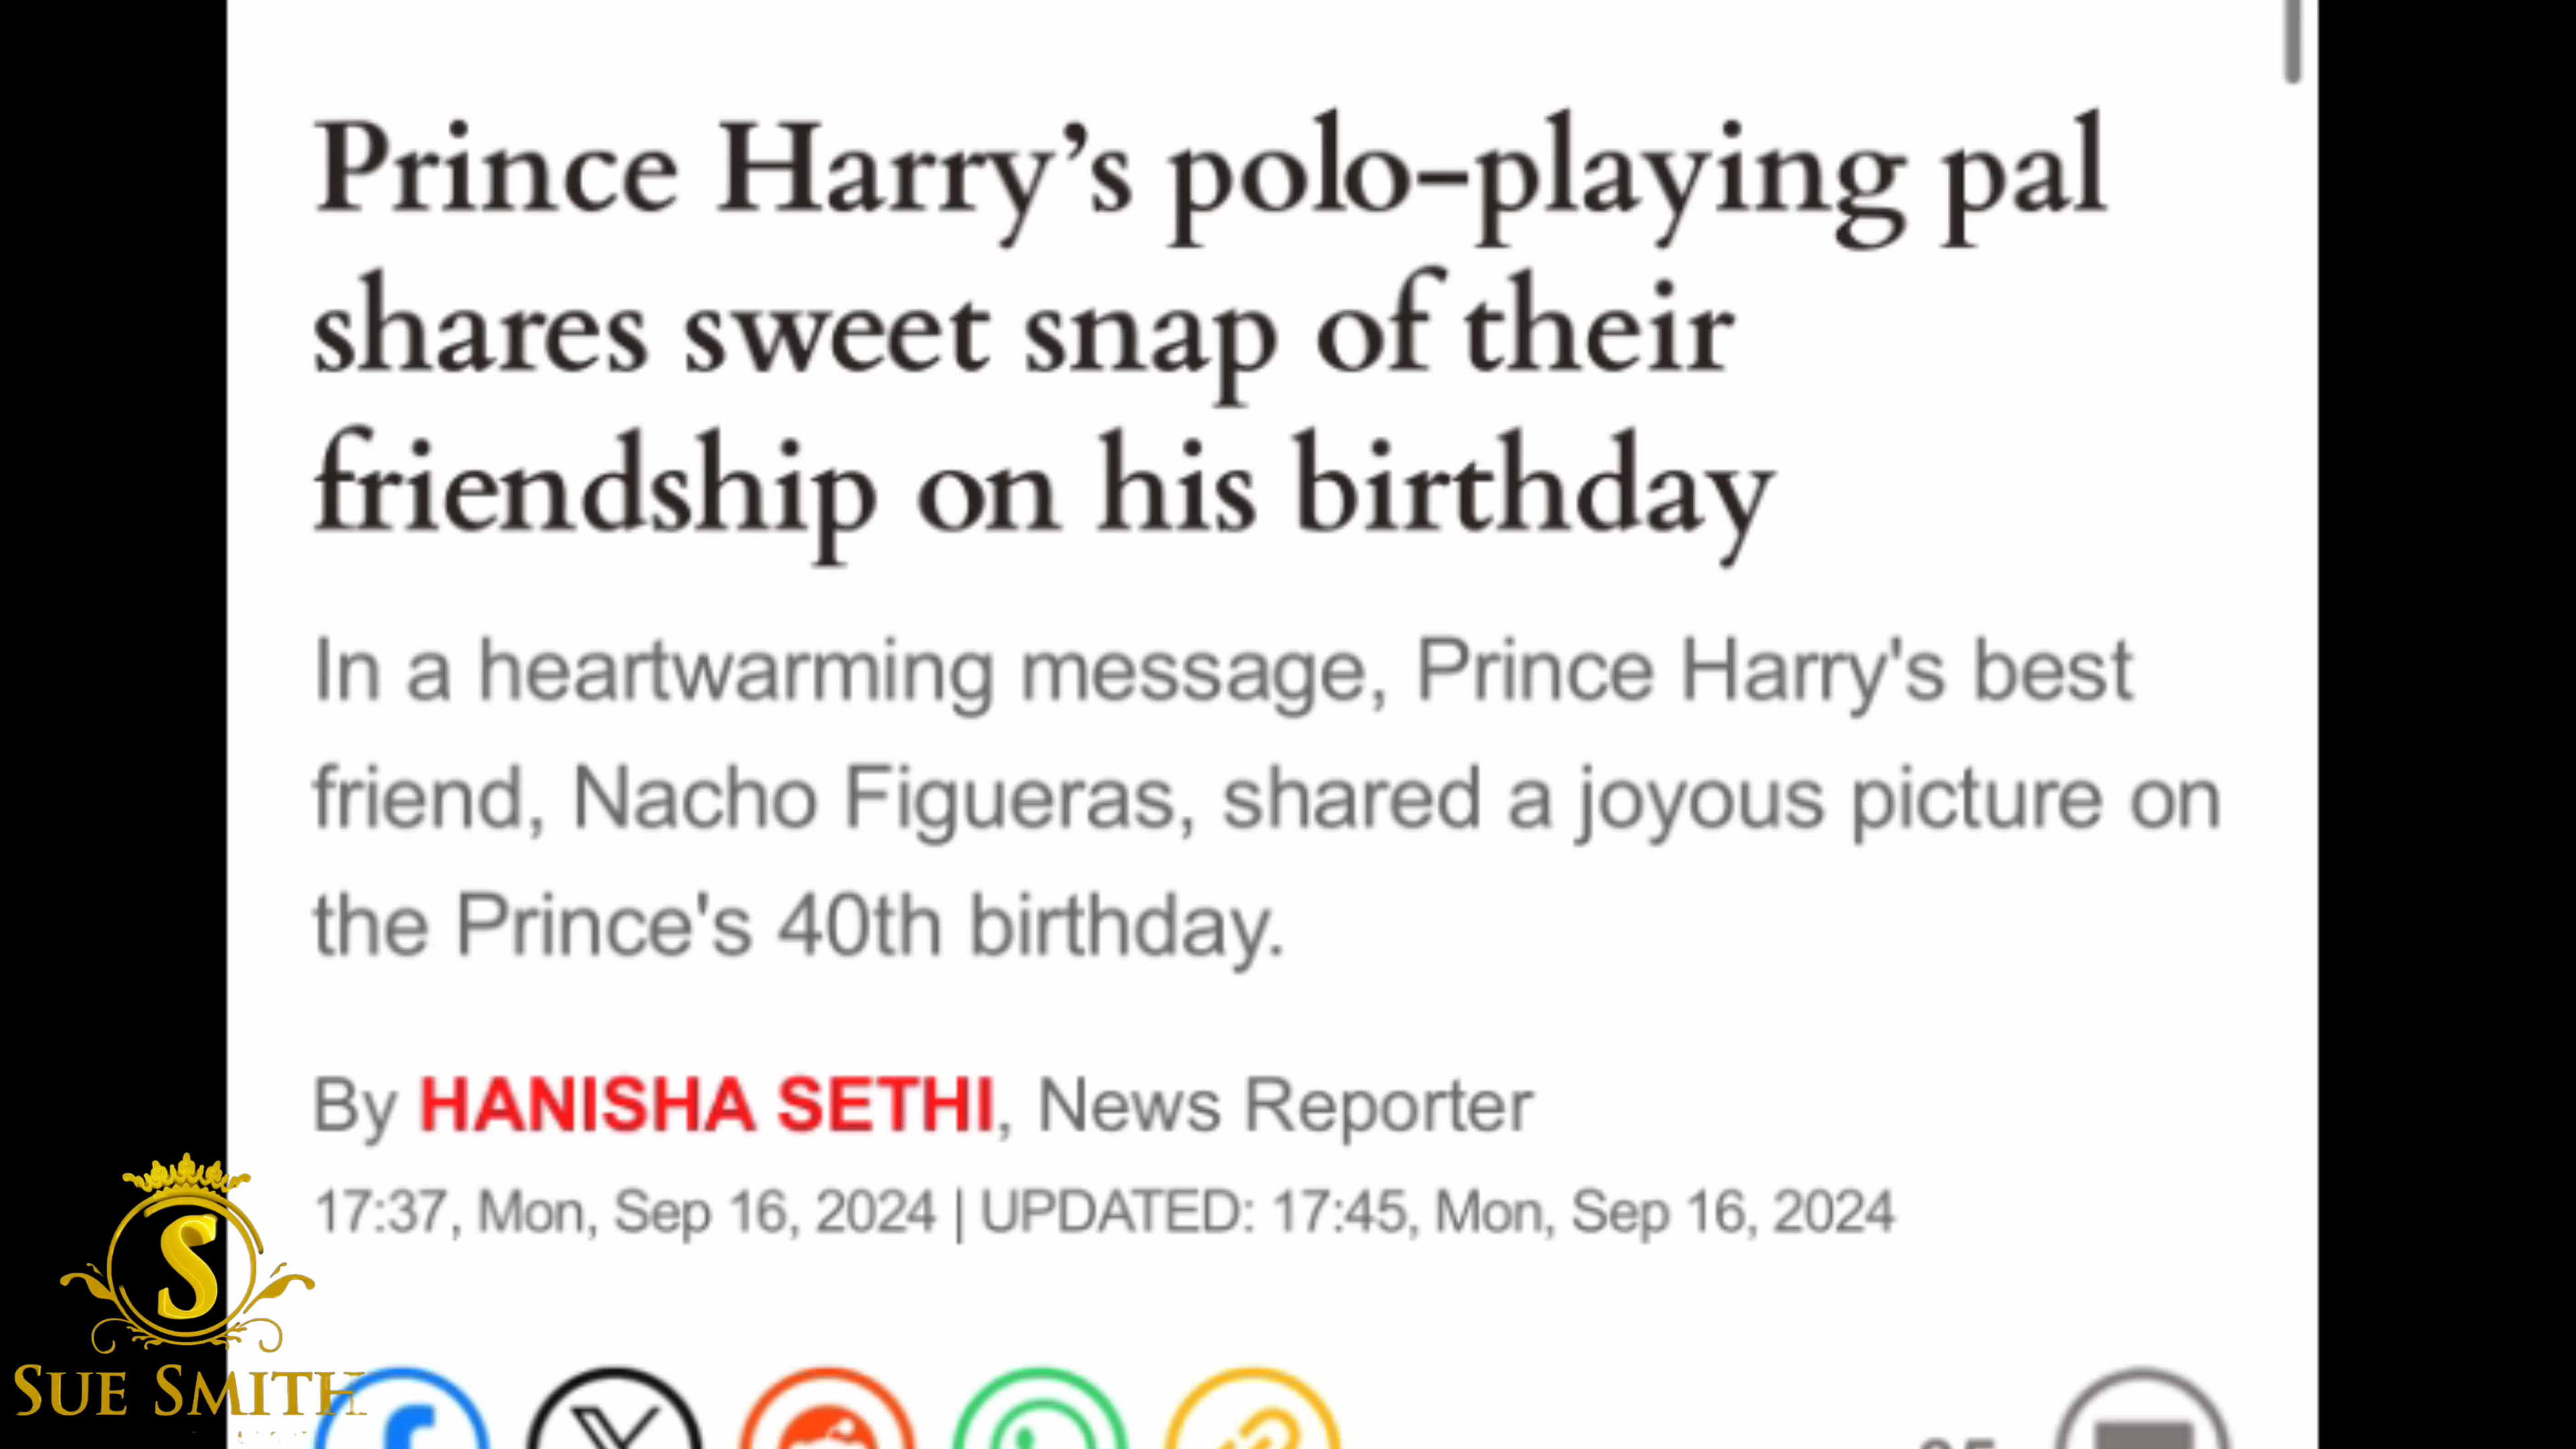 Prince Harry’s polo-playing pal
shares sweet snap of their
friendship on his birthday
In a heartwarming message, Prince Harry's best
friend, Nacho Figueras, shared a joyous picture on
the Prince's 40th birthday.
By HANISHA SETHI, News Reporter
17:37, Mon, Sep 16, 2024 | UPDATED: 17:45, Mon, Sep 16, 2024
S
SUE SMITH